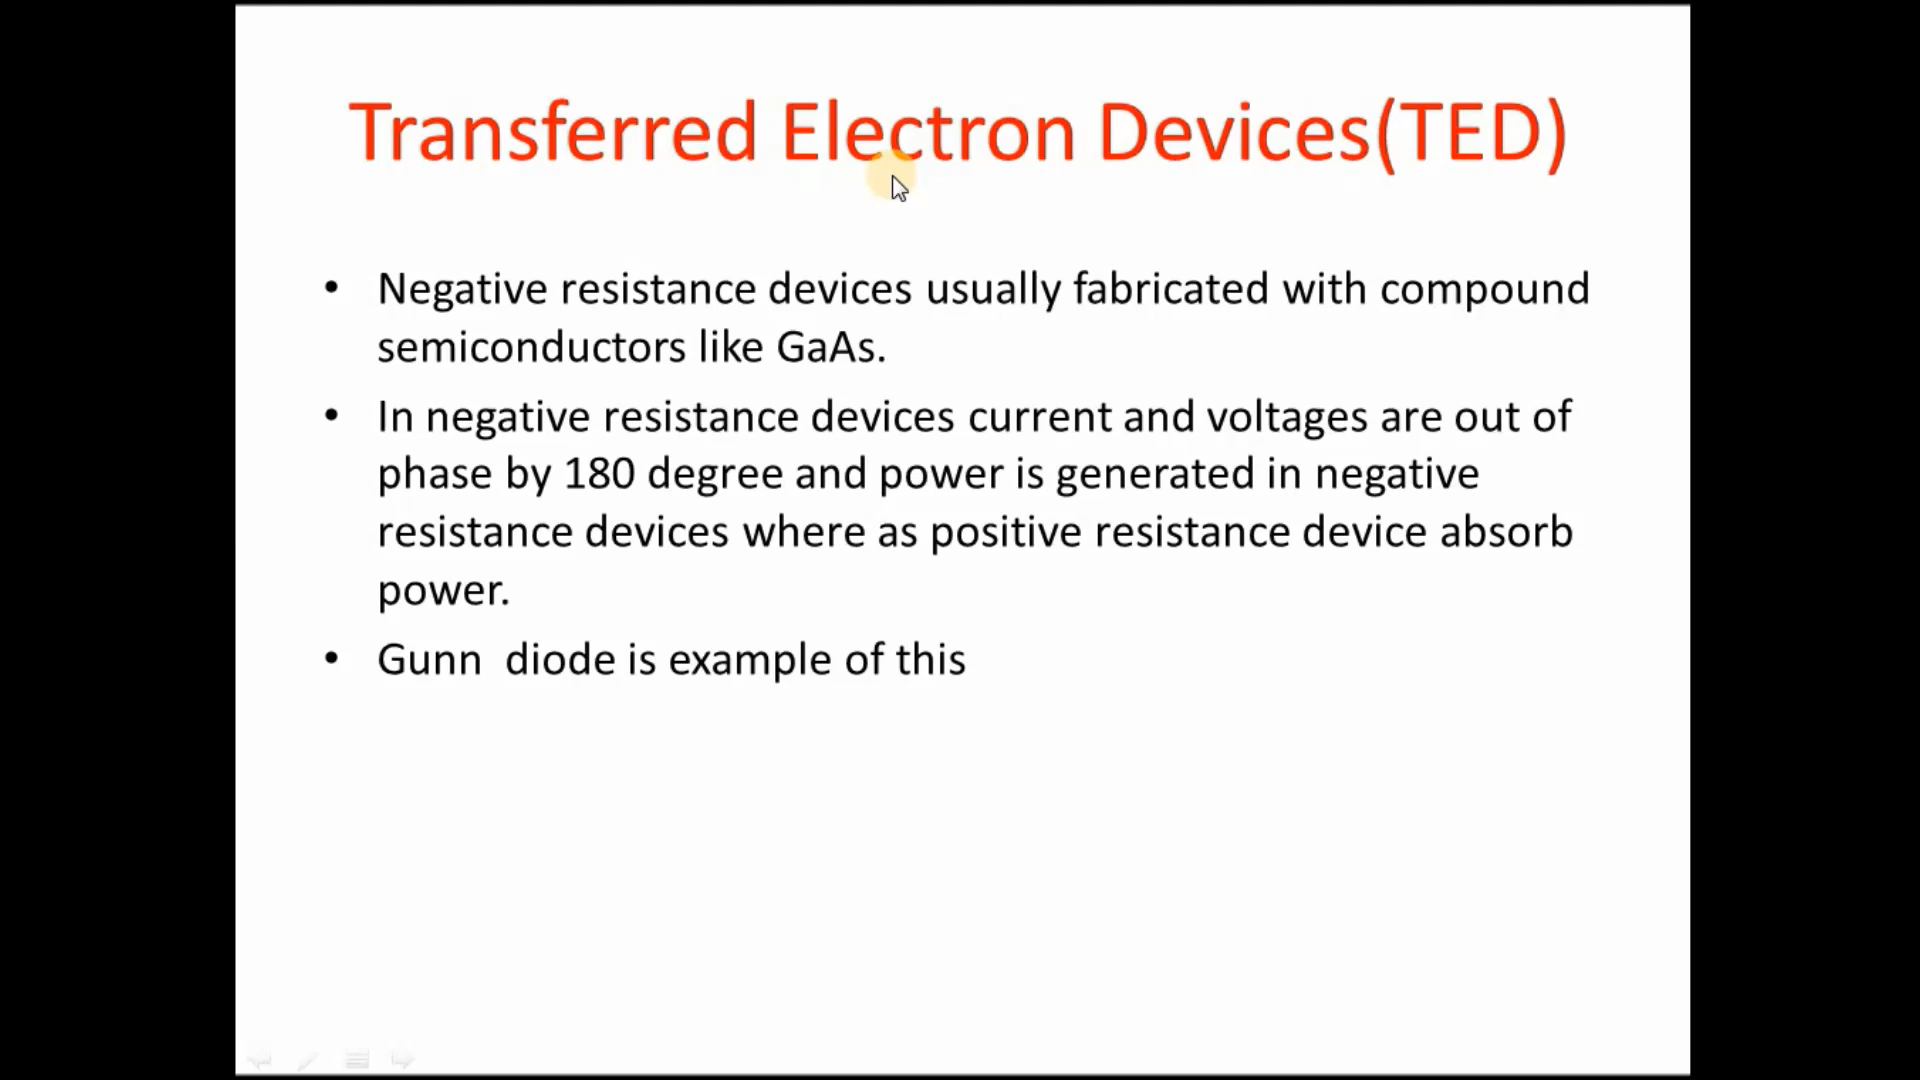 Transferred Electron Devices(TED)
• Negative resistance devices usually fabricated with compound
semiconductors like GaAs.
• In negative resistance devices current and voltages are out of
phase by 180 degree and power is generated in negative
resistance devices where as positive resistance device absorb
power.
• Gunn  diode is example of this